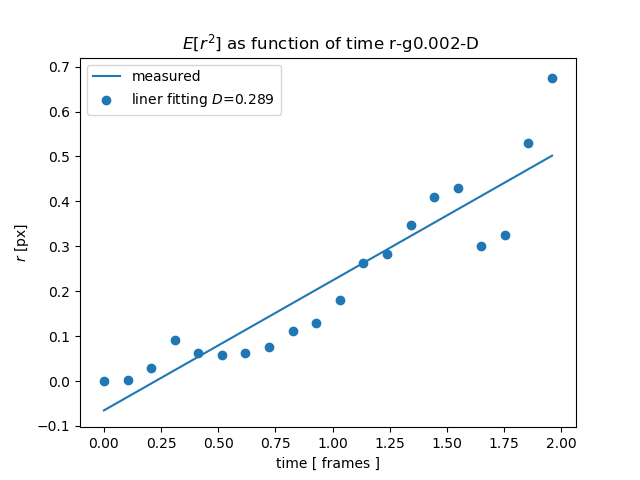 E[r²] as function of time r-g0.002-D
measured
liner fitting D=0.289
0.7
0.6
0.5
0.4
0.3
0.2
0.1
0.0
−0.1
r [px]
0.00 0.25 0.50 0.75 1.00 1.25 1.50 1.75 2.00
time [ frames ]